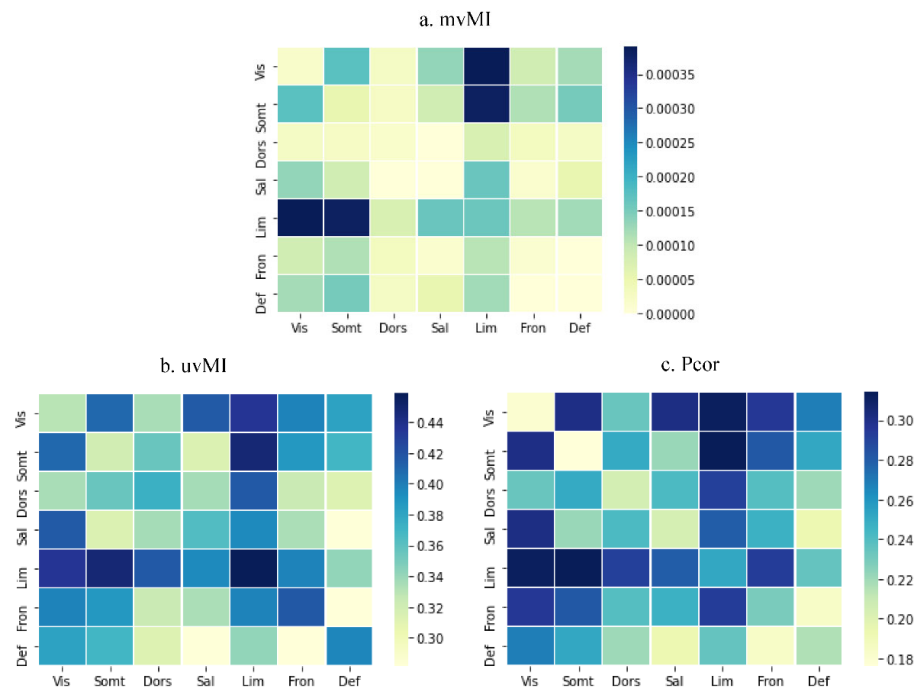 a. mvMI
Vis
Somt
Dors
Sal
Lim
Fron
Def
Vis Somt Dors Sal Lim Fron Def
0.00035
0.00030
0.00025
0.00020
0.00015
0.00010
0.00005
0.00000
b. uvMI
Vis
Somt
Dors
Sal
Lim
Fron
Def
Vis Somt Dors Sal Lim Fron Def
0.44
0.42
0.40
0.38
0.36
0.34
0.32
0.30
c. Pcor
Vis
Somt
Dors
Sal
Lim
Fron
Def
Vis Somt Dors Sal Lim Fron Def
0.30
0.28
0.26
0.24
0.22
0.20
0.18